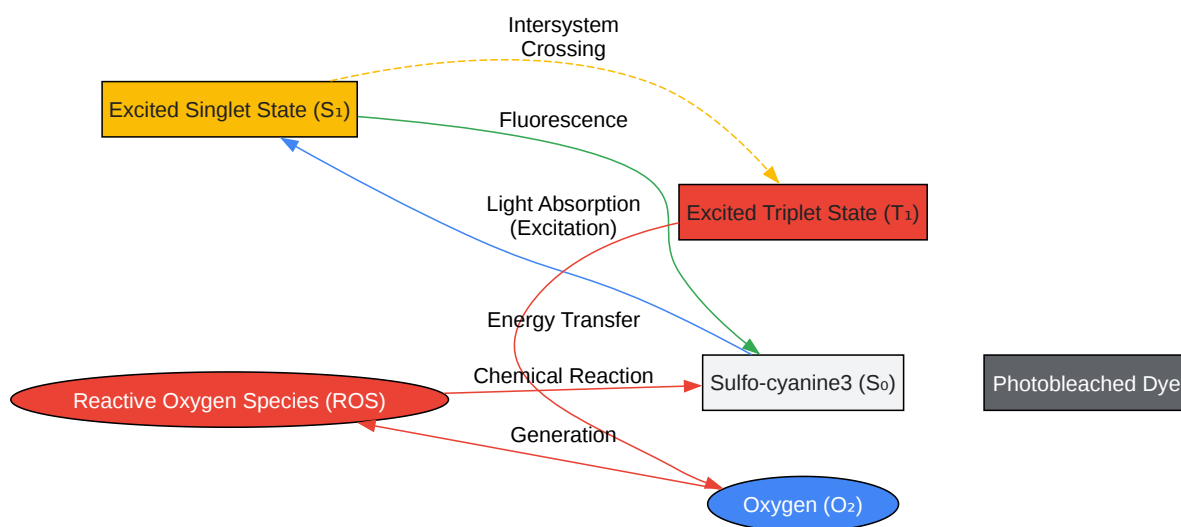 Intersystem
Crossing
Excited Singlet State (S₁)
Fluorescence
Light Absorption
(Excitation)
Excited Triplet State (T₁)
Energy Transfer
Chemical Reaction
Sulfo-cyanine3 (S₀)
Photobleached Dye
Reactive Oxygen Species (ROS)
Generation
Oxygen (O₂)